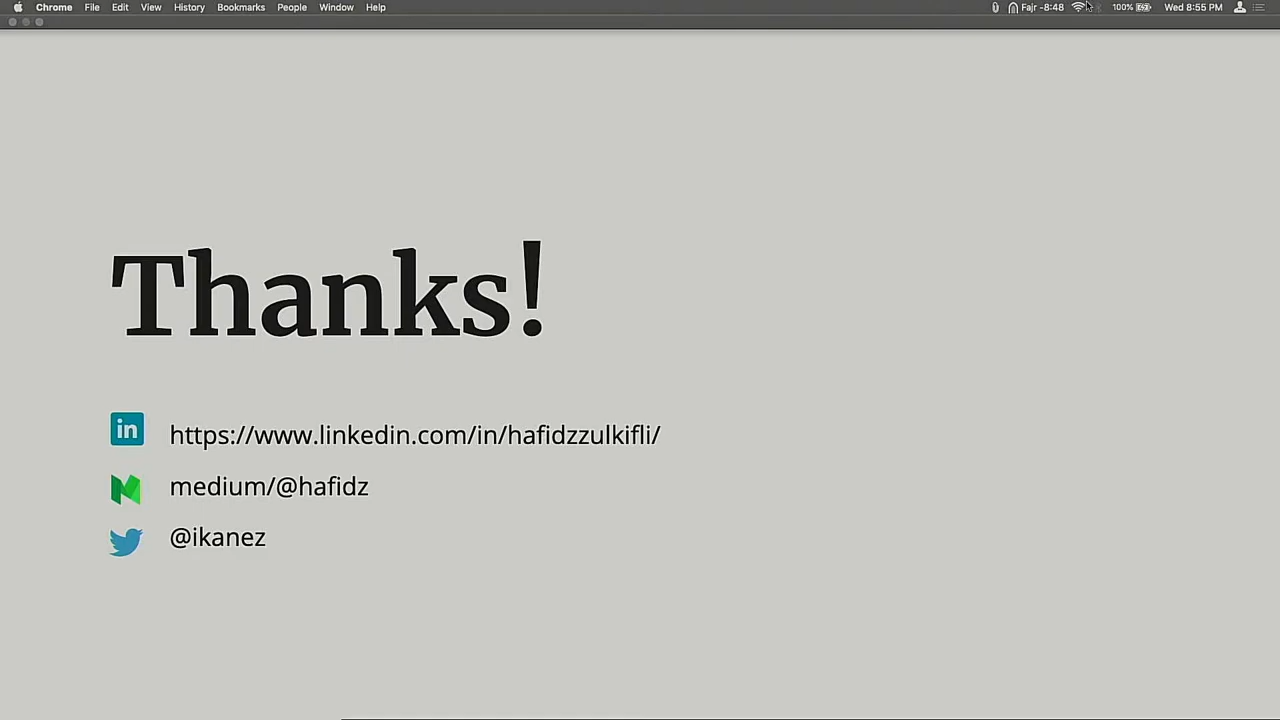 Chrome File Edit View History Bookmarks People Window Help Fajr -8:48 100% Wed 8:55 PM
Thanks!
in https://www.linkedin.com/in/hafidzzulkifli/
medium/@hafidz
@ikanez